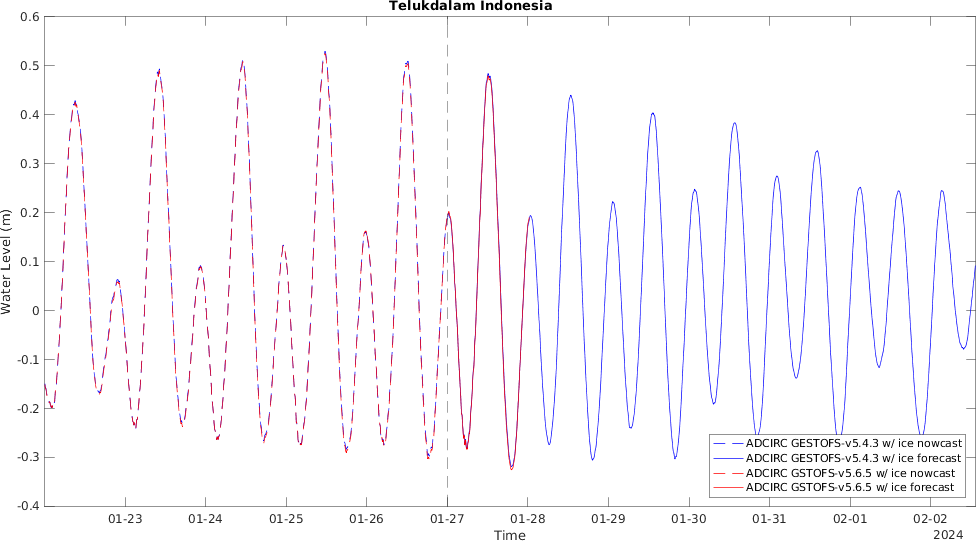 Telukdalam Indonesia
0.6
0.5
0.4
0.3
0.2
0.1
0
-0.1
-0.2
-0.3
-0.4
Water Level (m)
ADCIRC GESTOFS-v5.4.3 w/ ice nowcast
ADCIRC GESTOFS-v5.4.3 w/ ice forecast
ADCIRC GSTOFS-v5.6.5 w/ ice nowcast
ADCIRC GSTOFS-v5.6.5 w/ ice forecast
01-23 01-24 01-25 01-26 01-27 01-28 01-29 01-30 01-31 02-01 02-02
Time
2024